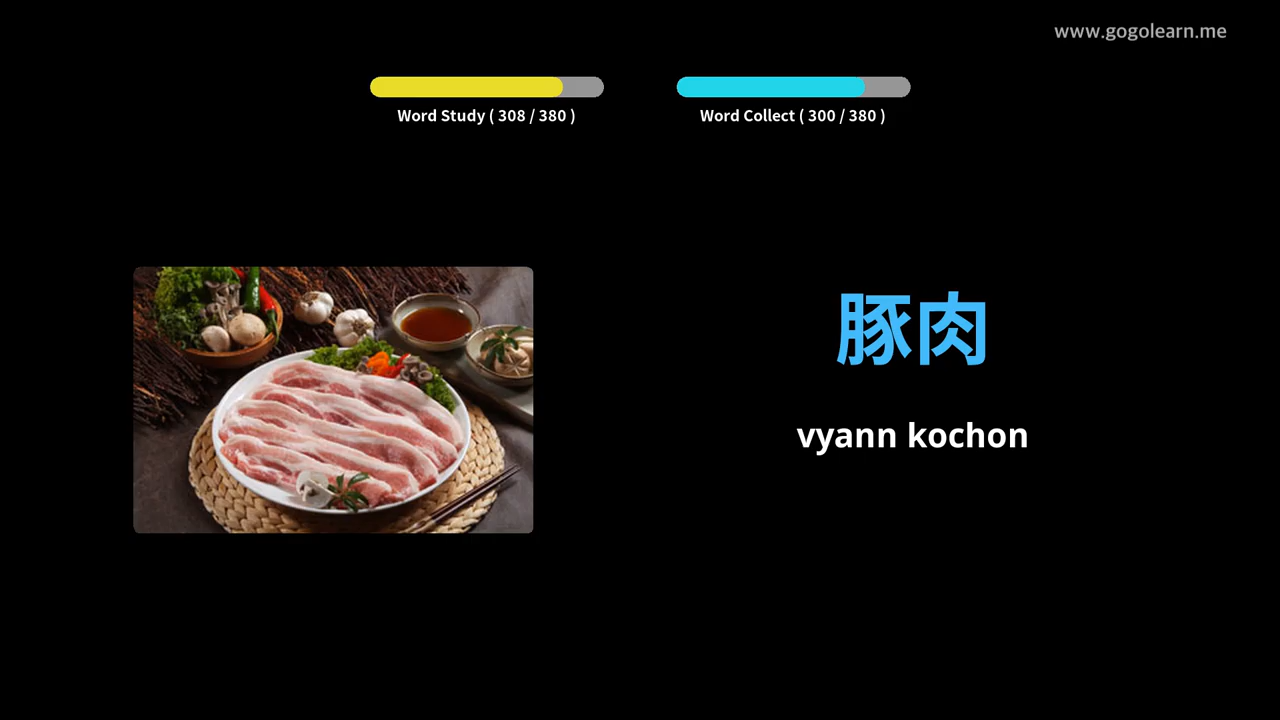 www.gogolearn.me
Word Study ( 308 / 380 )
Word Collect ( 300 / 380 )
豚肉
vyann kochon